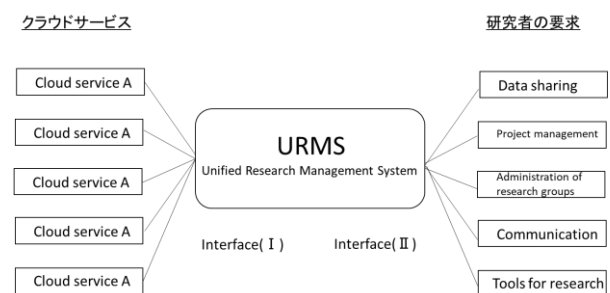 クラウドサービス
研究者の要求
Cloud service A
Cloud service A
Cloud service A
Cloud service A
Cloud service A
URMS
Unified Research Management System
Interface(Ⅰ)
Interface(Ⅱ)
Data sharing
Project management
Administration of
research groups
Communication
Tools for research